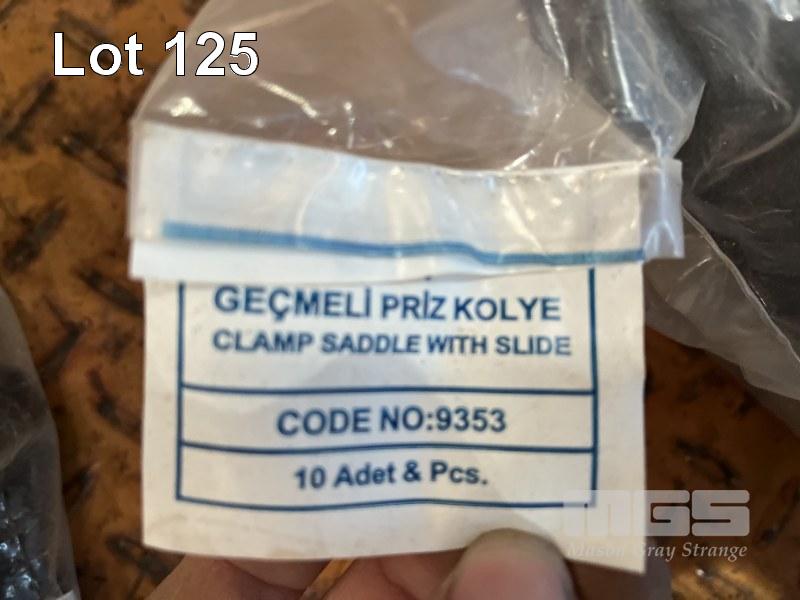 Lot 125
GEÇMELİ PRİZ KOLYE
CLAMP SADDLE WITH SLIDE
CODE NO:9353
10 Adet & Pcs.
MGS
Mason Gray Strange